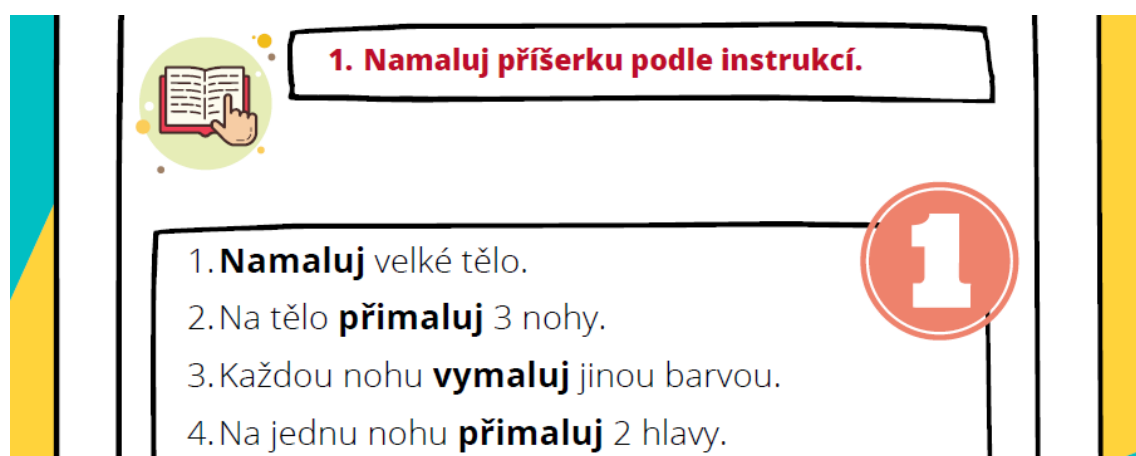 1. Namaluj příšerku podle instrukcí.
1
1. Namaluj velké tělo.
2. Na tělo přimaluj 3 nohy.
3. Každou nohu vymaluj jinou barvou.
4. Na jednu nohu přimaluj 2 hlavy.